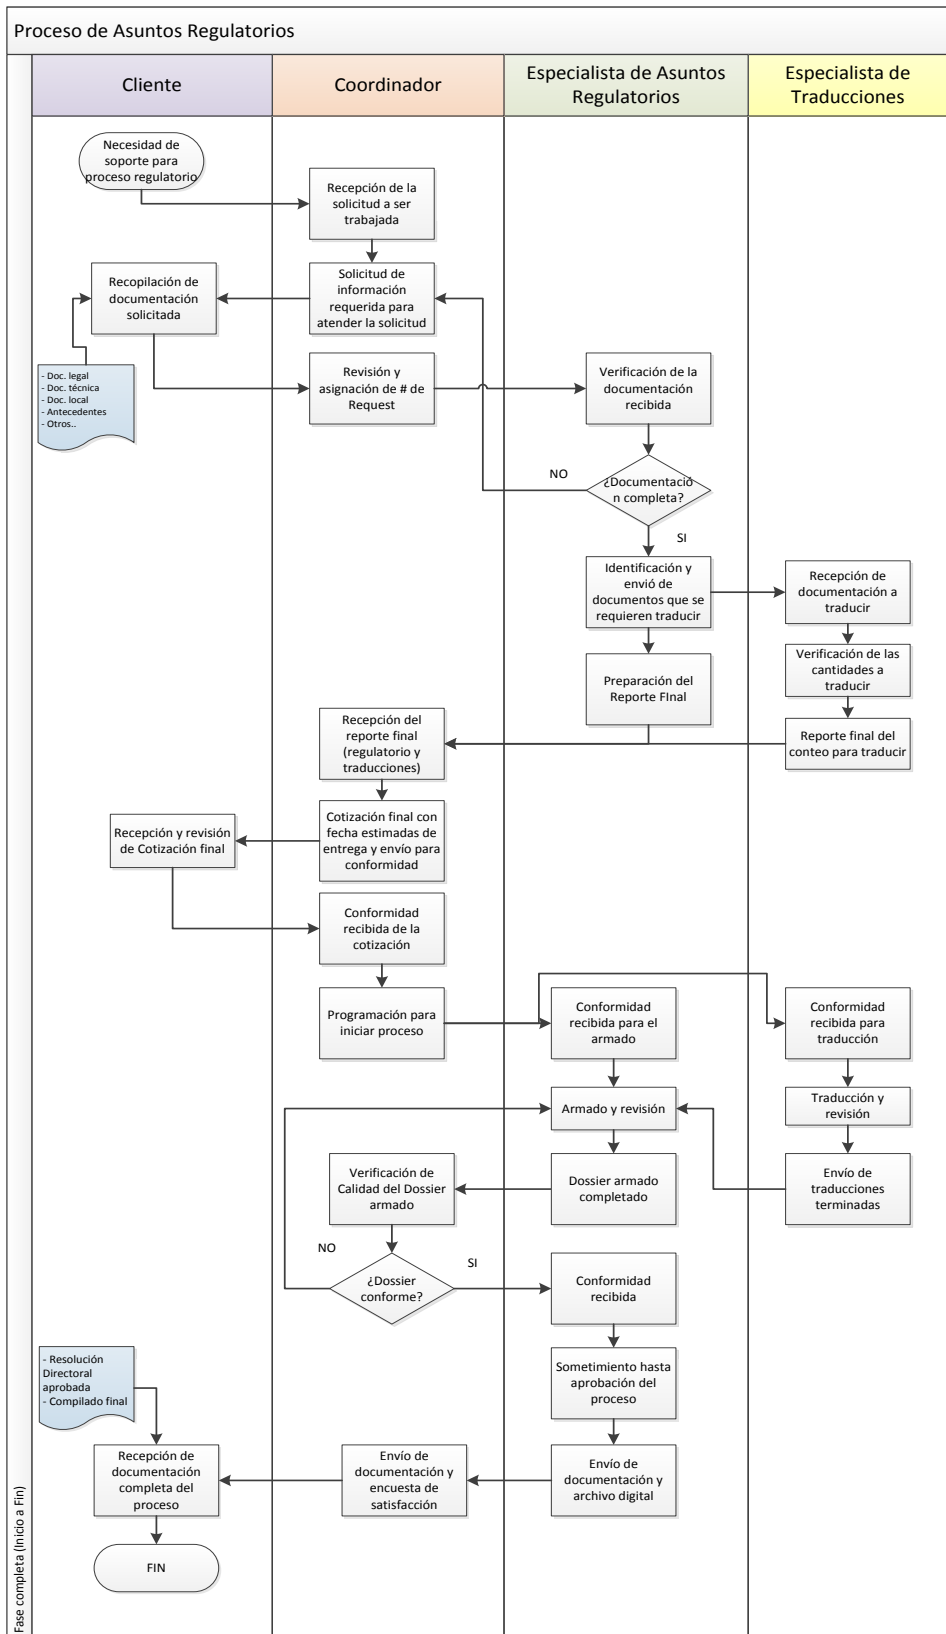 Proceso de Asuntos Regulatorios
Cliente
Coordinador
Especialista de Asuntos
Regulatorios
Especialista de
Traducciones
Necesidad de
soporte para
proceso regulatorio
Recepción de la
solicitud a ser
trabajada
Recopilación de
documentación
solicitada
Solicitud de
información
requerida para
atender la solicitud
- Doc. legal
- Doc. técnica
- Doc. local
- Antecedentes
- Otros..
Revisión y
asignación de # de
Request
Verificación de la
documentación
recibida
NO
¿Documentació
n completa?
SI
Identificación y
envió de
documentos que se
requieren traducir
Recepción de
documentación a
traducir
Verificación de las
cantidades a
traducir
Preparación del
Reporte FInal
Recepción del
reporte final
(regulatorio y
traducciones)
Reporte final del
conteo para traducir
Recepción y revisión
de Cotización final
Cotización final con
fecha estimadas de
entrega y envío para
conformidad
Conformidad
recibida de la
cotización
Programación para
iniciar proceso
Conformidad
recibida para el
armado
Conformidad
recibida para
traducción
Armado y revisión
Traducción y
revisión
Verificación de
Calidad del Dossier
armado
Dossier armado
completado
Envío de
traducciones
terminadas
NO
¿Dossier
conforme?
SI
Conformidad
recibida
- Resolución
Directoral
aprobada
- Compilado final
Sometimiento hasta
aprobación del
proceso
Recepción de
documentación
completa del
proceso
Envío de
documentación y
encuesta de
satisfacción
Envío de
documentación y
archivo digital
FIN
Fase completa (Inicio a Fin)